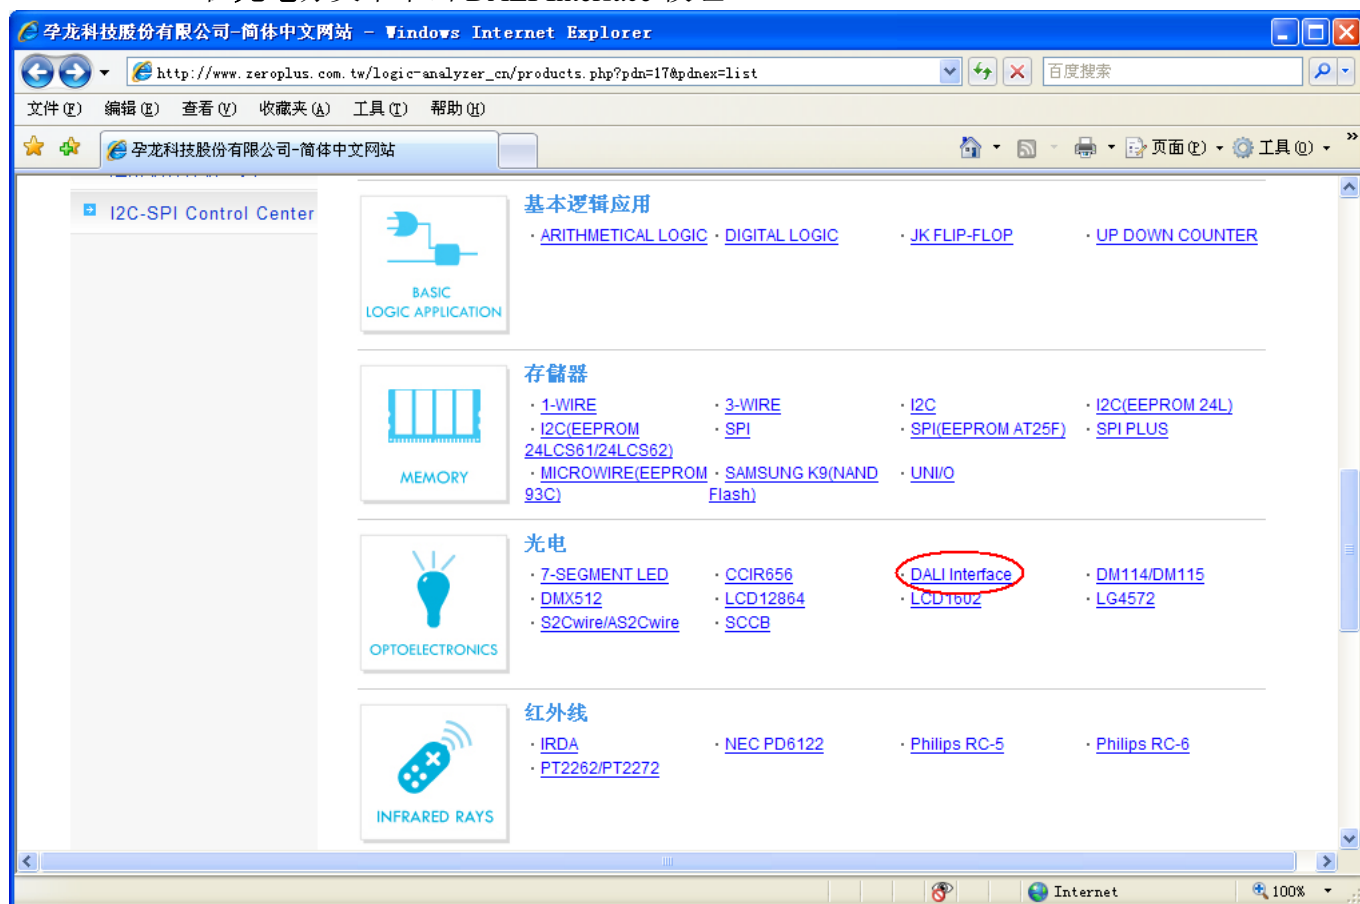 孕龙科技股份有限公司-简体中文网站 - Windows Internet Explorer
http://www.zeroplus.com.tw/logic-analyzer_cn/products.php?pdn=17&pdnex=list
百度搜索
文件(F) 编辑(E) 查看(V) 收藏夹(A) 工具(T) 帮助(H)
孕龙科技股份有限公司-简体中文网站
页面(P) 工具(O)
I2C-SPI Control Center
BASIC
LOGIC APPLICATION
基本逻辑应用
· ARITHMETICAL LOGIC · DIGITAL LOGIC · JK FLIP-FLOP · UP DOWN COUNTER
MEMORY
存储器
· 1-WIRE · 3-WIRE · I2C · I2C(EEPROM 24L)
· I2C(EEPROM · SPI · SPI(EEPROM AT25F) · SPI PLUS
24LCS61/24LCS62)
· MICROWIRE(EEPROM · SAMSUNG K9(NAND · UNI/O
93C) Flash)
OPTOELECTRONICS
光电
· 7-SEGMENT LED · CCIR656 · DALI Interface · DM114/DM115
· DMX512 · LCD12864 · LCD1602 · LG4572
· S2Cwire/AS2Cwire · SCCB
INFRARED RAYS
红外线
· IRDA · NEC PD6122 · Philips RC-5 · Philips RC-6
· PT2262/PT2272
Internet 100%